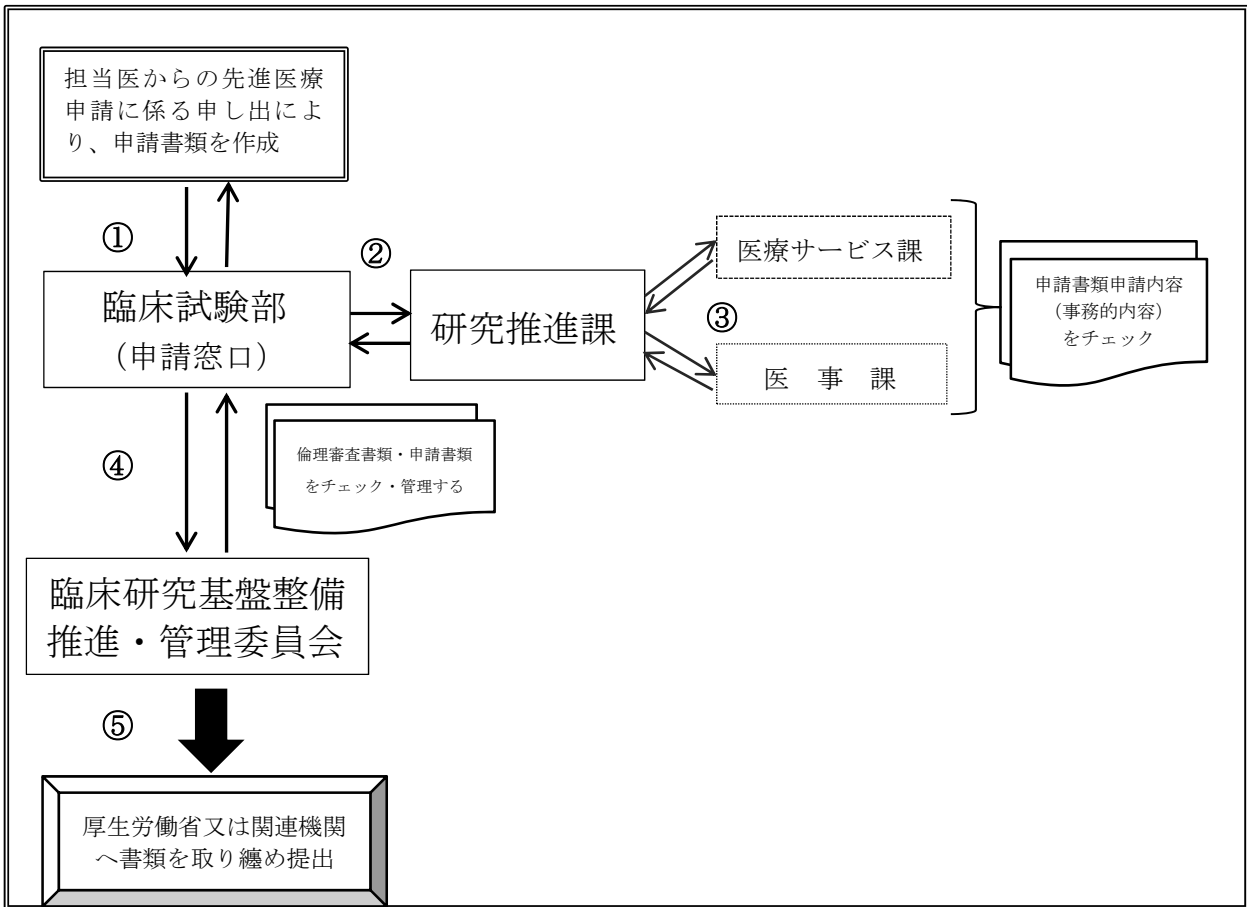 担当医からの先進医療
申請に係る申し出によ
り、申請書類を作成
①
②
臨床試験部
(申請窓口)
研究推進課
医療サービス課
③
医 事 課
申請書類申請内容
(事務的内容)
をチェック
④
倫理審査書類・申請書類
をチェック・管理する
臨床研究基盤整備
推進・管理委員会
⑤
厚生労働省又は関連機関
へ書類を取り纏め提出